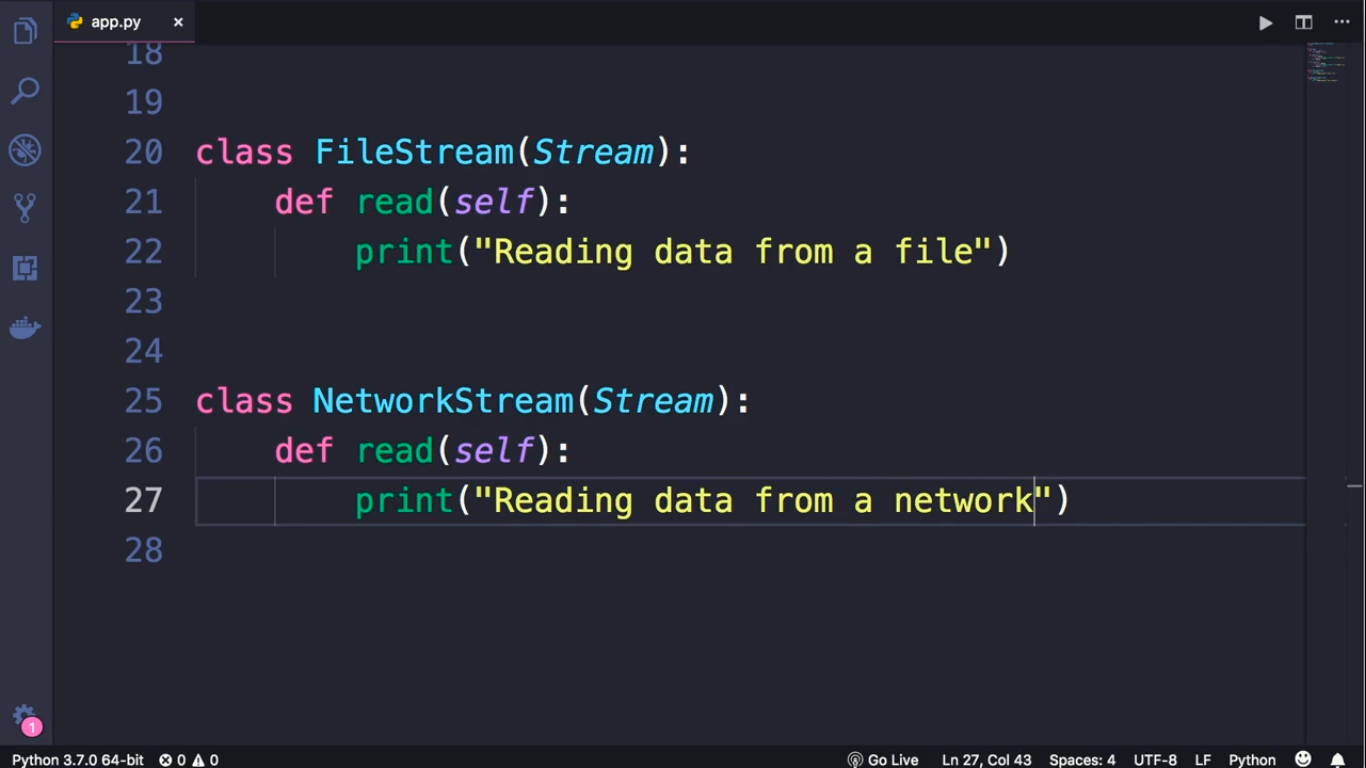 app.py ×
18
19
20 class FileStream(Stream):
21     def read(self):
22         print("Reading data from a file")
23
24
25 class NetworkStream(Stream):
26     def read(self):
27         print("Reading data from a network")
28
1
Python 3.7.0 64-bit 0 0 Go Live Ln 27, Col 43 Spaces: 4 UTF-8 LF Python